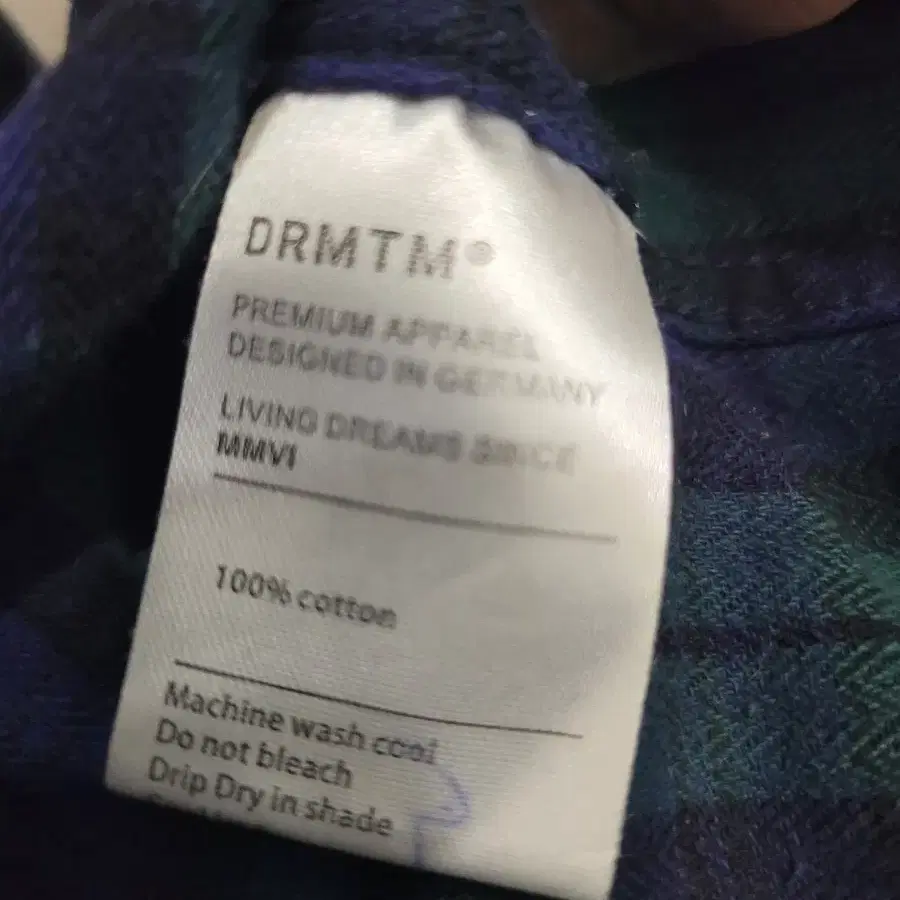 DRMTM®
PREMIUM APPAREL
DESIGNED IN GERMANY
LIVING DREAMS SINCE
MMVI
100% cotton
Machine wash cool
Do not bleach
Drip Dry in shade